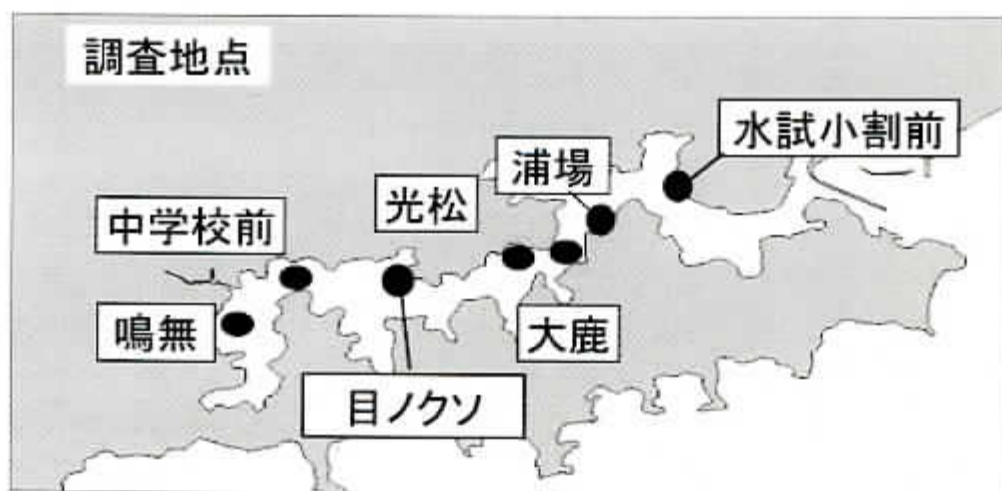 調査地点
水試小割前
浦場
光松
中学校前
大鹿
鳴無
目ノクソ